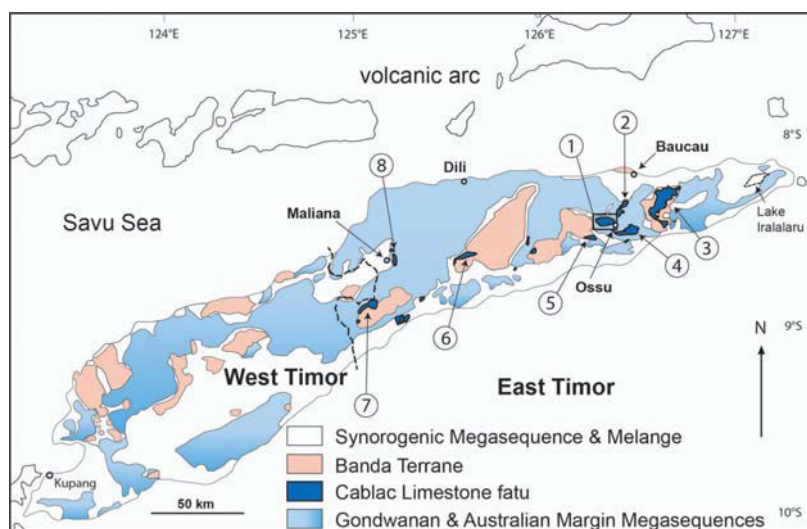 124°E
125°E
126°E
127°E
volcanic arc
8°S
2
Baucau
1
8
Dili
Savu Sea
Maliana
Lake
Iralalaru
3
4
5
Ossu
6
9°S
N
West Timor
East Timor
7
Synorogenic Megasequence & Melange
Banda Terrane
Kupang
Cablac Limestone fatu
50 km
Gondwanan & Australian Margin Megasequences
10°S